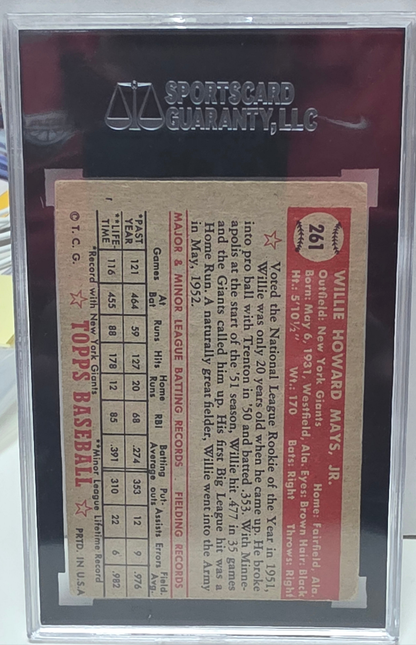 SPORTSCARD
GUARANTY, LLC
261
WILLIE HOWARD MAYS, JR.
Outfield: New York Giants Home: Fairfield, Ala.
Born: May 6, 1931, Westfield, Ala. Eyes: Brown Hair: Black
Ht.: 5'10½" Wt.: 170 Bats: Right Throws: Right
Voted the National League Rookie of the Year in 1951,
Willie was only 20 years old when he came up. He broke
into pro ball with Trenton in '50 and batted .353. With Minne-
apolis at the start of the '51 season, Willie hit .477 in 35 games
and the Giants called him up. His first Big League hit was a
Home Run. A naturally great fielder, Willie went into the Army
in May, 1952.
MAJOR & MINOR LEAGUE BATTING RECORDS FIELDING RECORDS
Games At Bat Runs Hits Home Runs RBI Batting Average Put-outs Assists Errors Field. Avg.
*PAST YEAR 121 464 59 127 20 68 .274 353 12 9 .976
**LIFE-TIME 116 455 88 178 12 85 .391 310 22 6 .982
*Record with New York Giants **Minor League Lifetime Record
© T. C. G. TOPPS BASEBALL PRTD. IN U.S.A